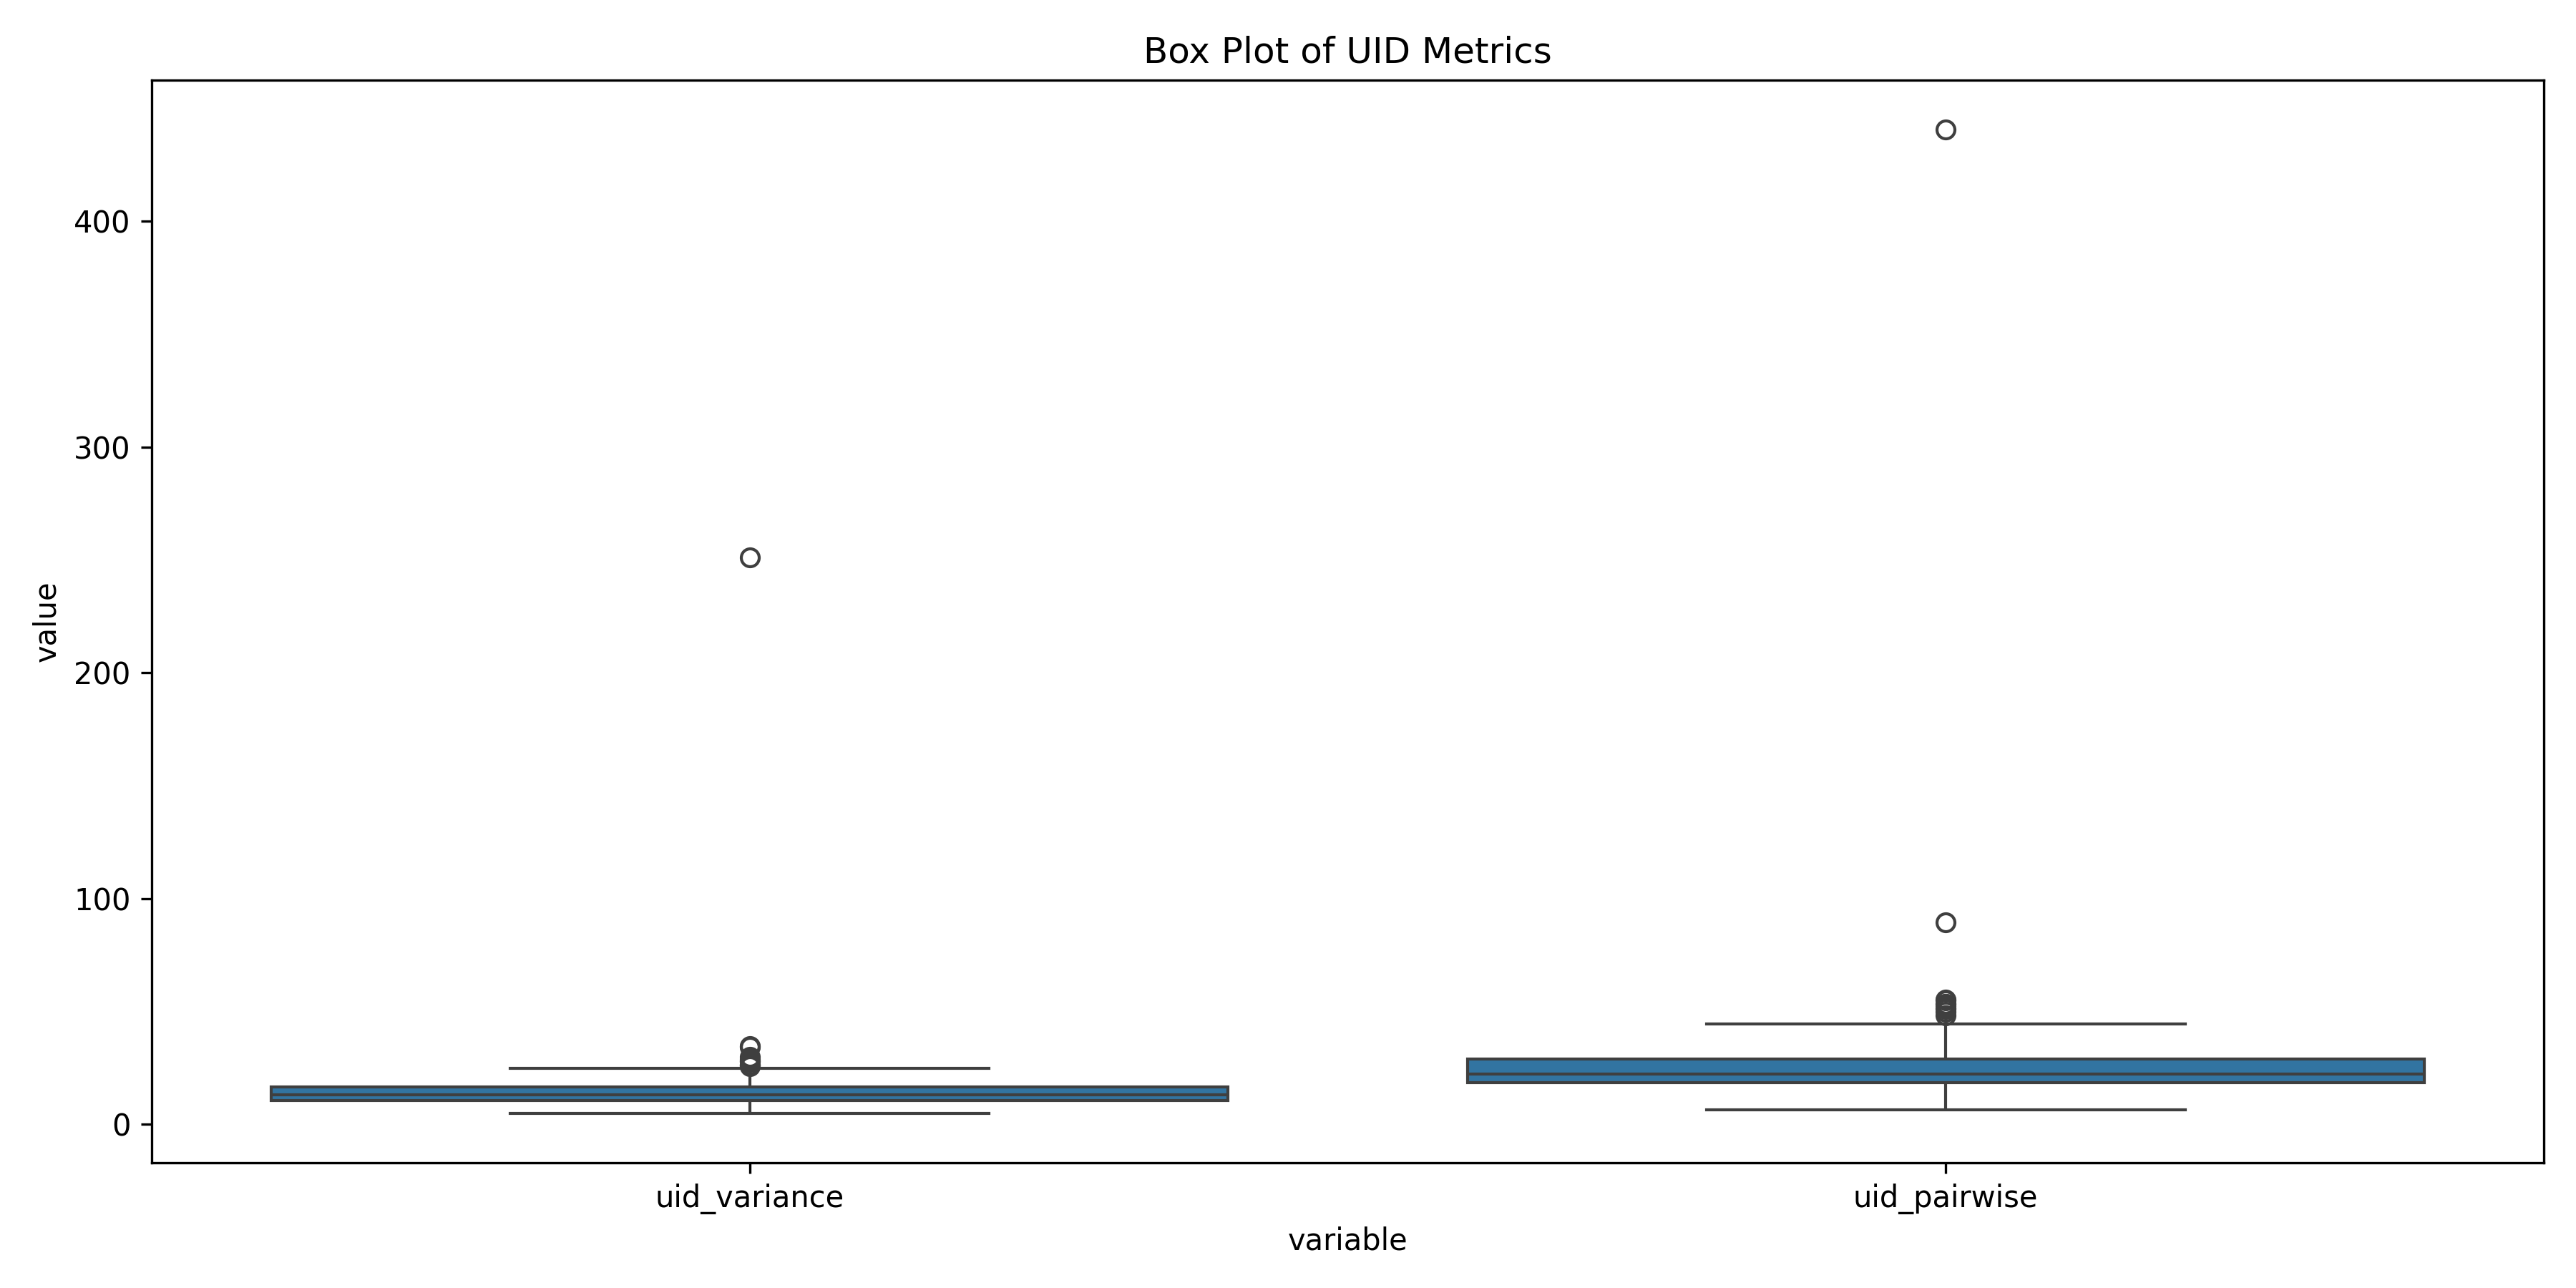 Box Plot of UID Metrics
400
300
200
100
0
value
uid_variance
uid_pairwise
variable